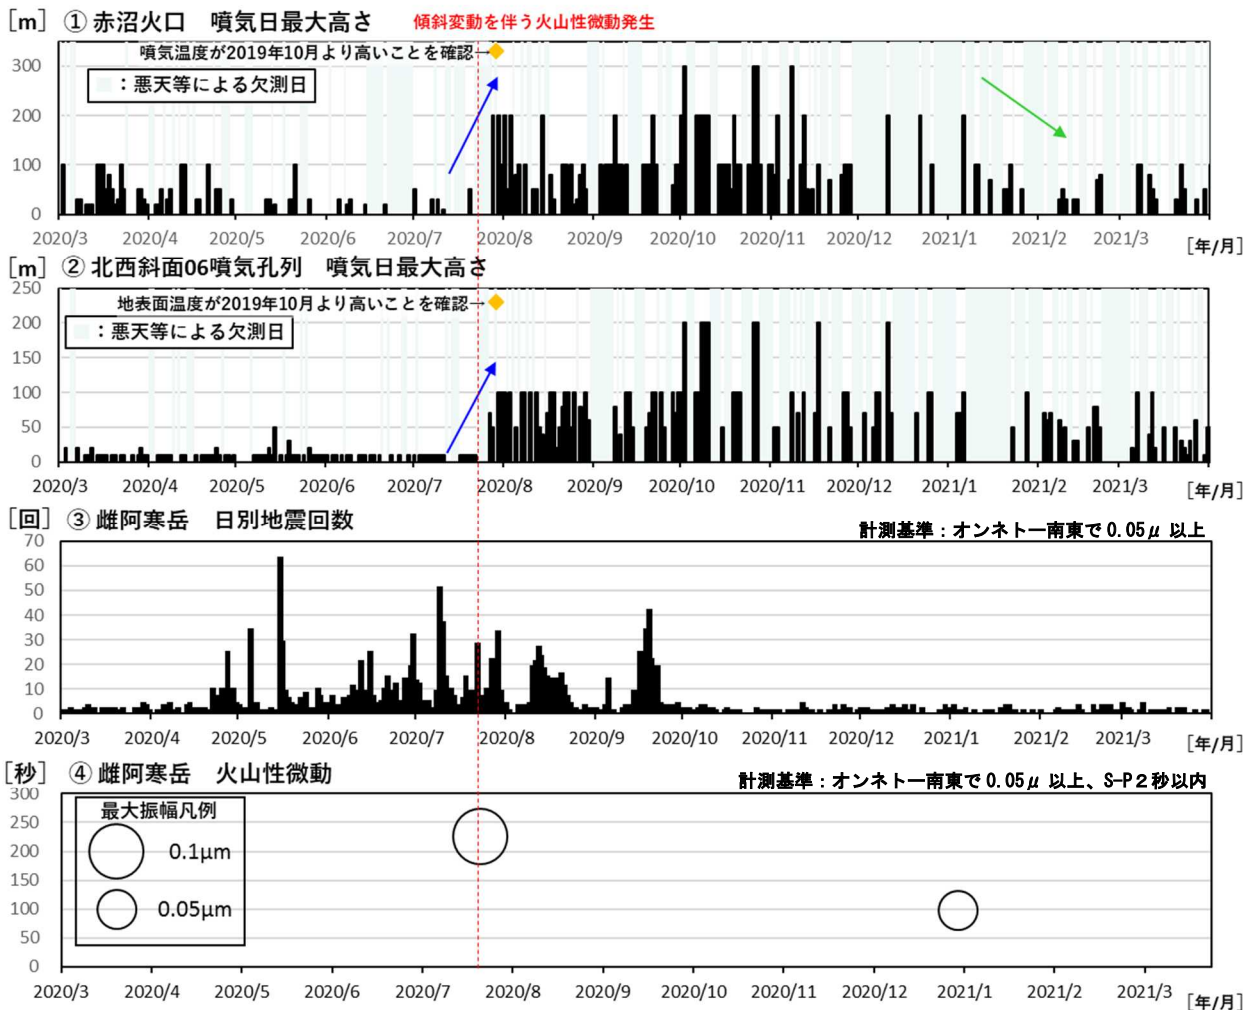 [m] ① 赤沼火口 噴気日最大高さ 傾斜変動を伴う火山性微動発生
噴気温度が2019年10月より高いことを確認→
：悪天等による欠測日
300
200
100
0
2020/3 2020/4 2020/5 2020/6 2020/7 2020/8 2020/9 2020/10 2020/11 2020/12 2021/1 2021/2 2021/3
[年/月]
[m] ② 北西斜面06噴気孔列 噴気日最大高さ
250
地表面温度が2019年10月より高いことを確認→
：悪天等による欠測日
200
150
100
50
0
2020/3 2020/4 2020/5 2020/6 2020/7 2020/8 2020/9 2020/10 2020/11 2020/12 2021/1 2021/2 2021/3
[年/月]
[回] ③ 雌阿寒岳 日別地震回数
計測基準：オンネトー南東で0.05μ 以上
70
60
50
40
30
20
10
0
2020/3 2020/4 2020/5 2020/6 2020/7 2020/8 2020/9 2020/10 2020/11 2020/12 2021/1 2021/2 2021/3
[年/月]
[秒] ④ 雌阿寒岳 火山性微動
計測基準：オンネトー南東で0.05μ 以上、S-P２秒以内
300
最大振幅凡例
250
0.1μm
200
150
0.05μm
100
50
0
2020/3 2020/4 2020/5 2020/6 2020/7 2020/8 2020/9 2020/10 2020/11 2020/12 2021/1 2021/2 2021/3
[年/月]